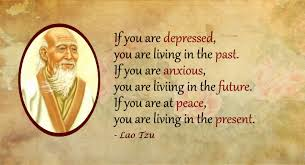 If you are depressed,
you are living in the past.
If you are anxious,
you are liviing in the future.
If you are at peace,
you are living in the present.
- Lao Tzu